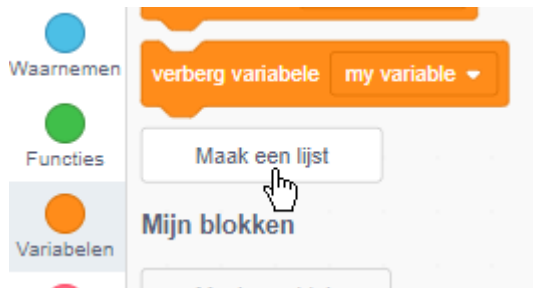 Waarnemen
verberg variabele my variable
Functies
Maak een lijst
Variabelen
Mijn blokken